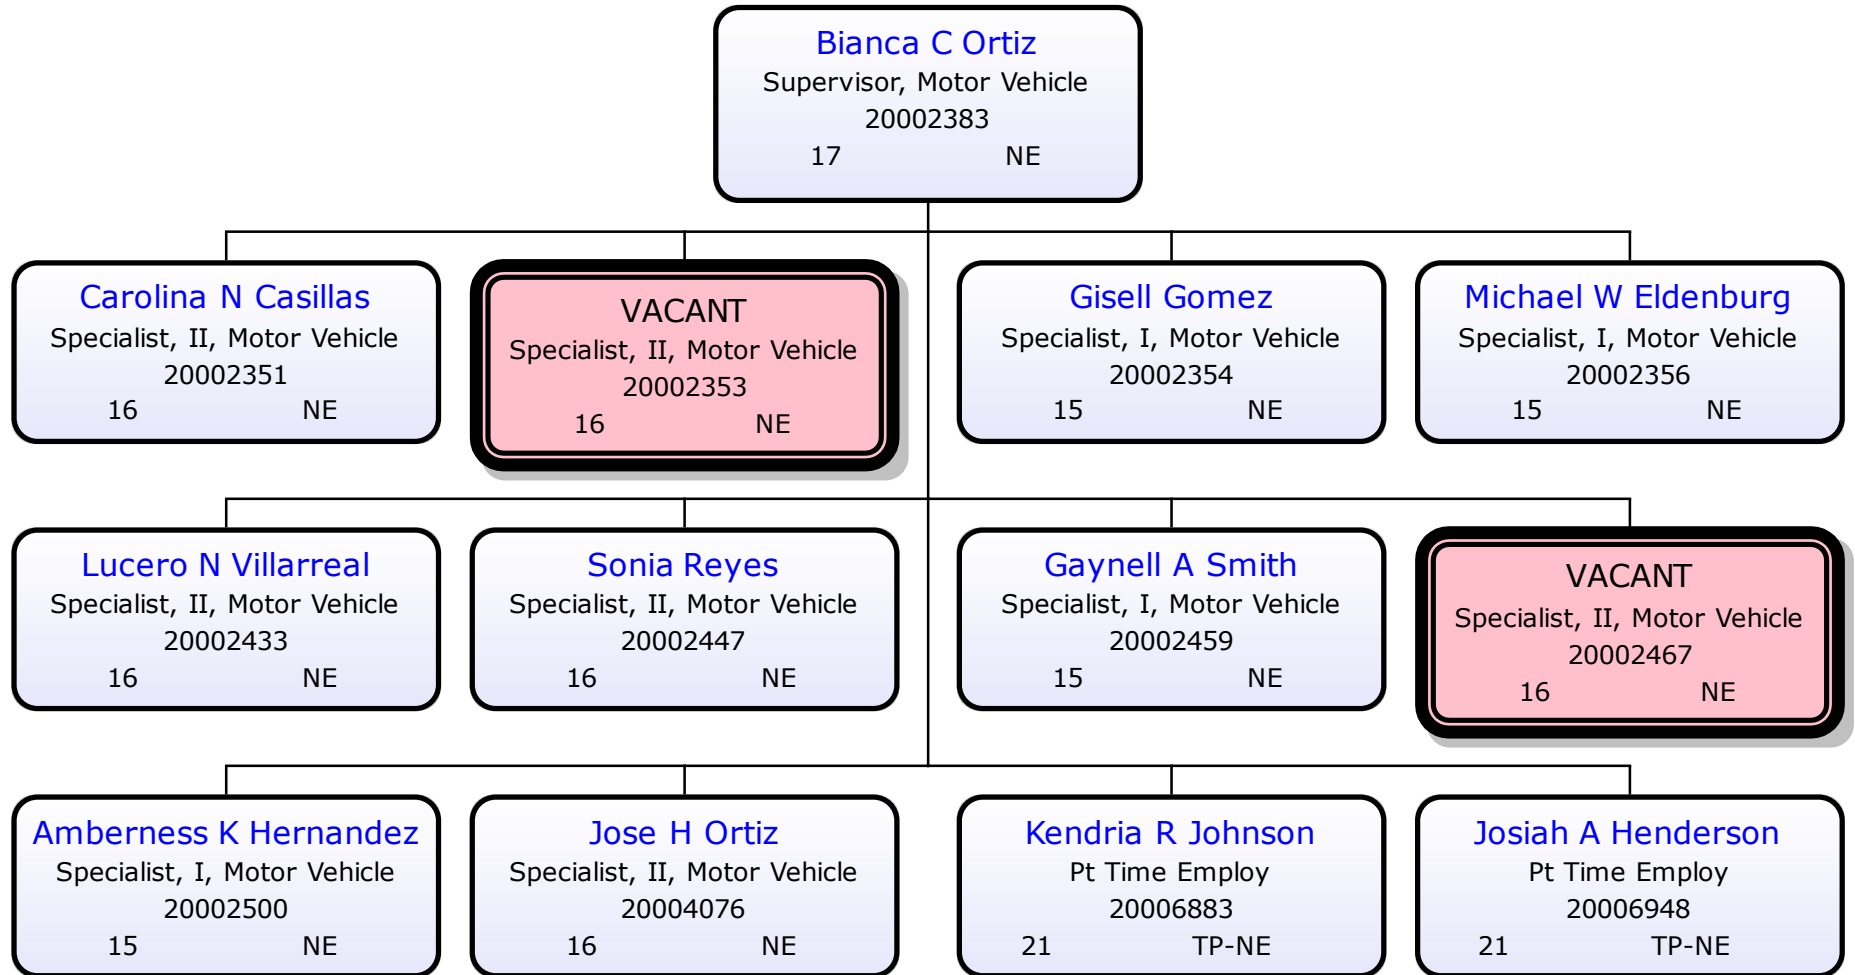 Bianca C Ortiz
Supervisor, Motor Vehicle
20002383
17 NE
Carolina N Casillas
Specialist, II, Motor Vehicle
20002351
16 NE
VACANT
Specialist, II, Motor Vehicle
20002353
16 NE
Gisell Gomez
Specialist, I, Motor Vehicle
20002354
15 NE
Michael W Eldenburg
Specialist, I, Motor Vehicle
20002356
15 NE
Lucero N Villarreal
Specialist, II, Motor Vehicle
20002433
16 NE
Sonia Reyes
Specialist, II, Motor Vehicle
20002447
16 NE
Gaynell A Smith
Specialist, I, Motor Vehicle
20002459
15 NE
VACANT
Specialist, II, Motor Vehicle
20002467
16 NE
Amberness K Hernandez
Specialist, I, Motor Vehicle
20002500
15 NE
Jose H Ortiz
Specialist, II, Motor Vehicle
20004076
16 NE
Kendria R Johnson
Pt Time Employ
20006883
21 TP-NE
Josiah A Henderson
Pt Time Employ
20006948
21 TP-NE